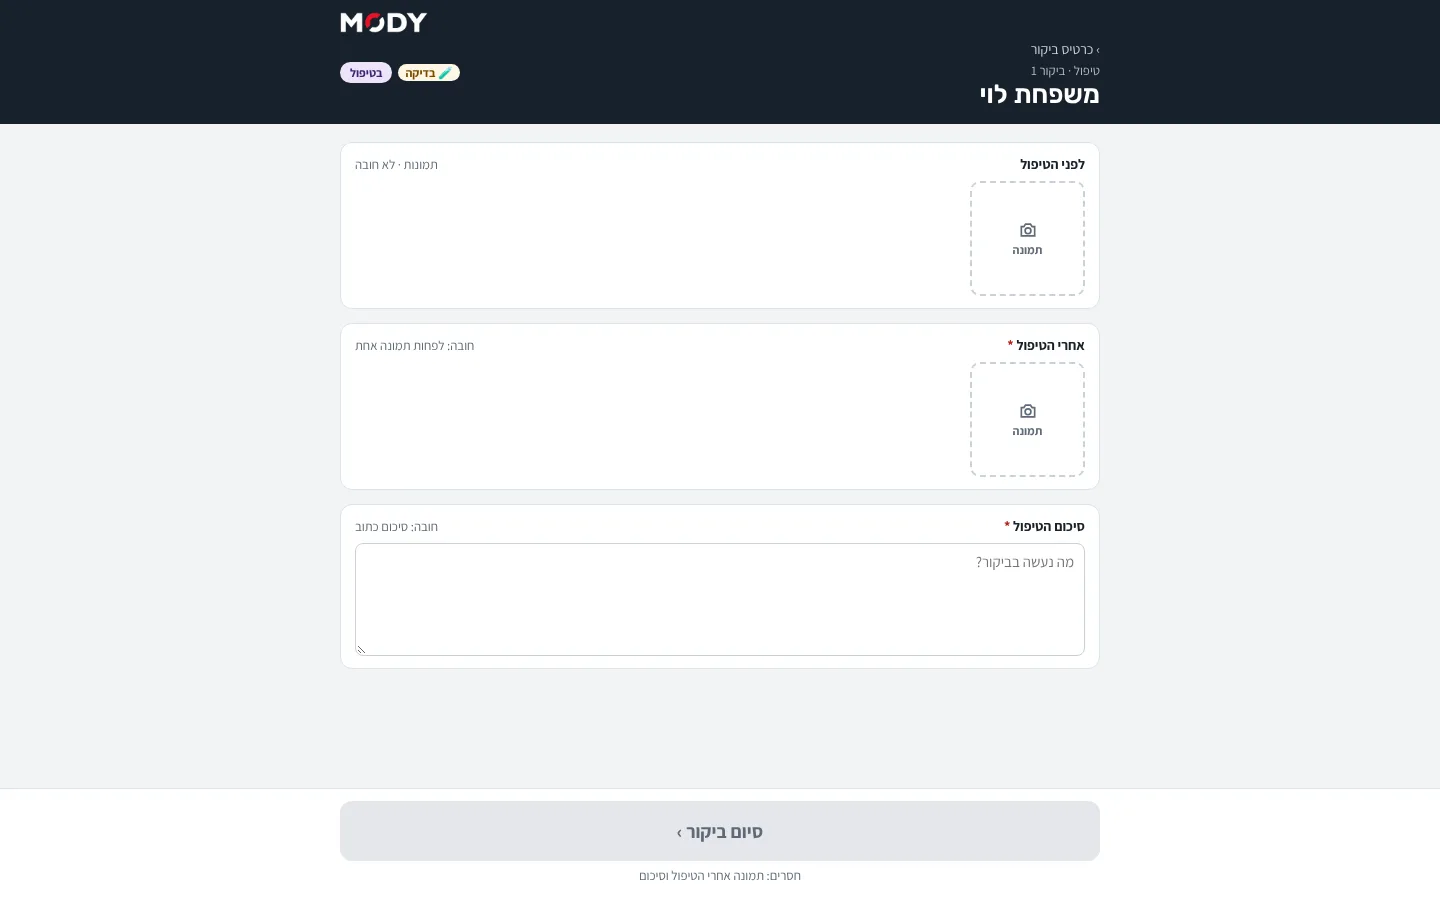 MODY
› כרטיס ביקור
טיפול · ביקור 1
משפחת לוי
בדיקה
בטיפול
לפני הטיפול
תמונות · לא חובה
תמונה
אחרי הטיפול *
חובה: לפחות תמונה אחת
תמונה
סיכום הטיפול *
חובה: סיכום כתוב
מה נעשה בביקור?
סיום ביקור ›
חסרים: תמונה אחרי הטיפול וסיכום